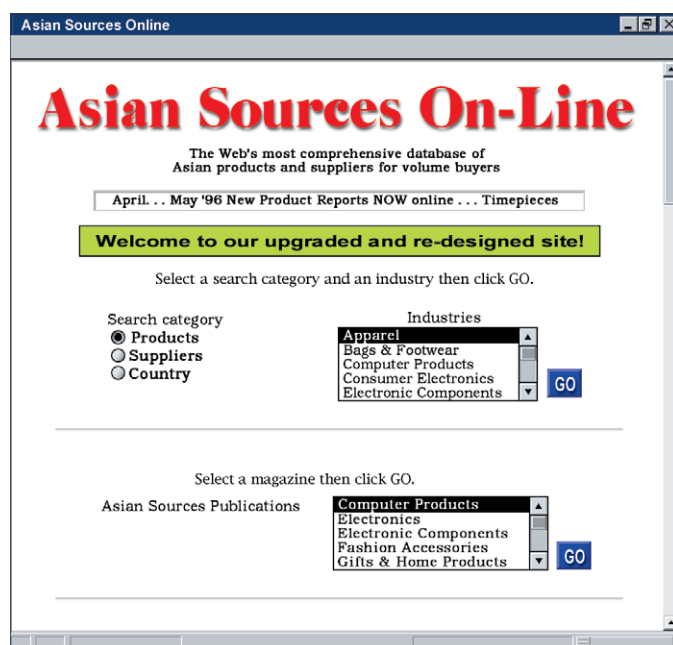 Asian Sources Online
Asian Sources On-Line
The Web's most comprehensive database of
Asian products and suppliers for volume buyers
April. . . May '96 New Product Reports NOW online . . . Timepieces
Welcome to our upgraded and re-designed site!
Select a search category and an industry then click GO.
Search category
Products
Suppliers
Country
Industries
Apparel
Bags & Footwear
Computer Products
Consumer Electronics
Electronic Components
GO
Select a magazine then click GO.
Asian Sources Publications
Computer Products
Electronics
Electronic Components
Fashion Accessories
Gifts & Home Products
GO